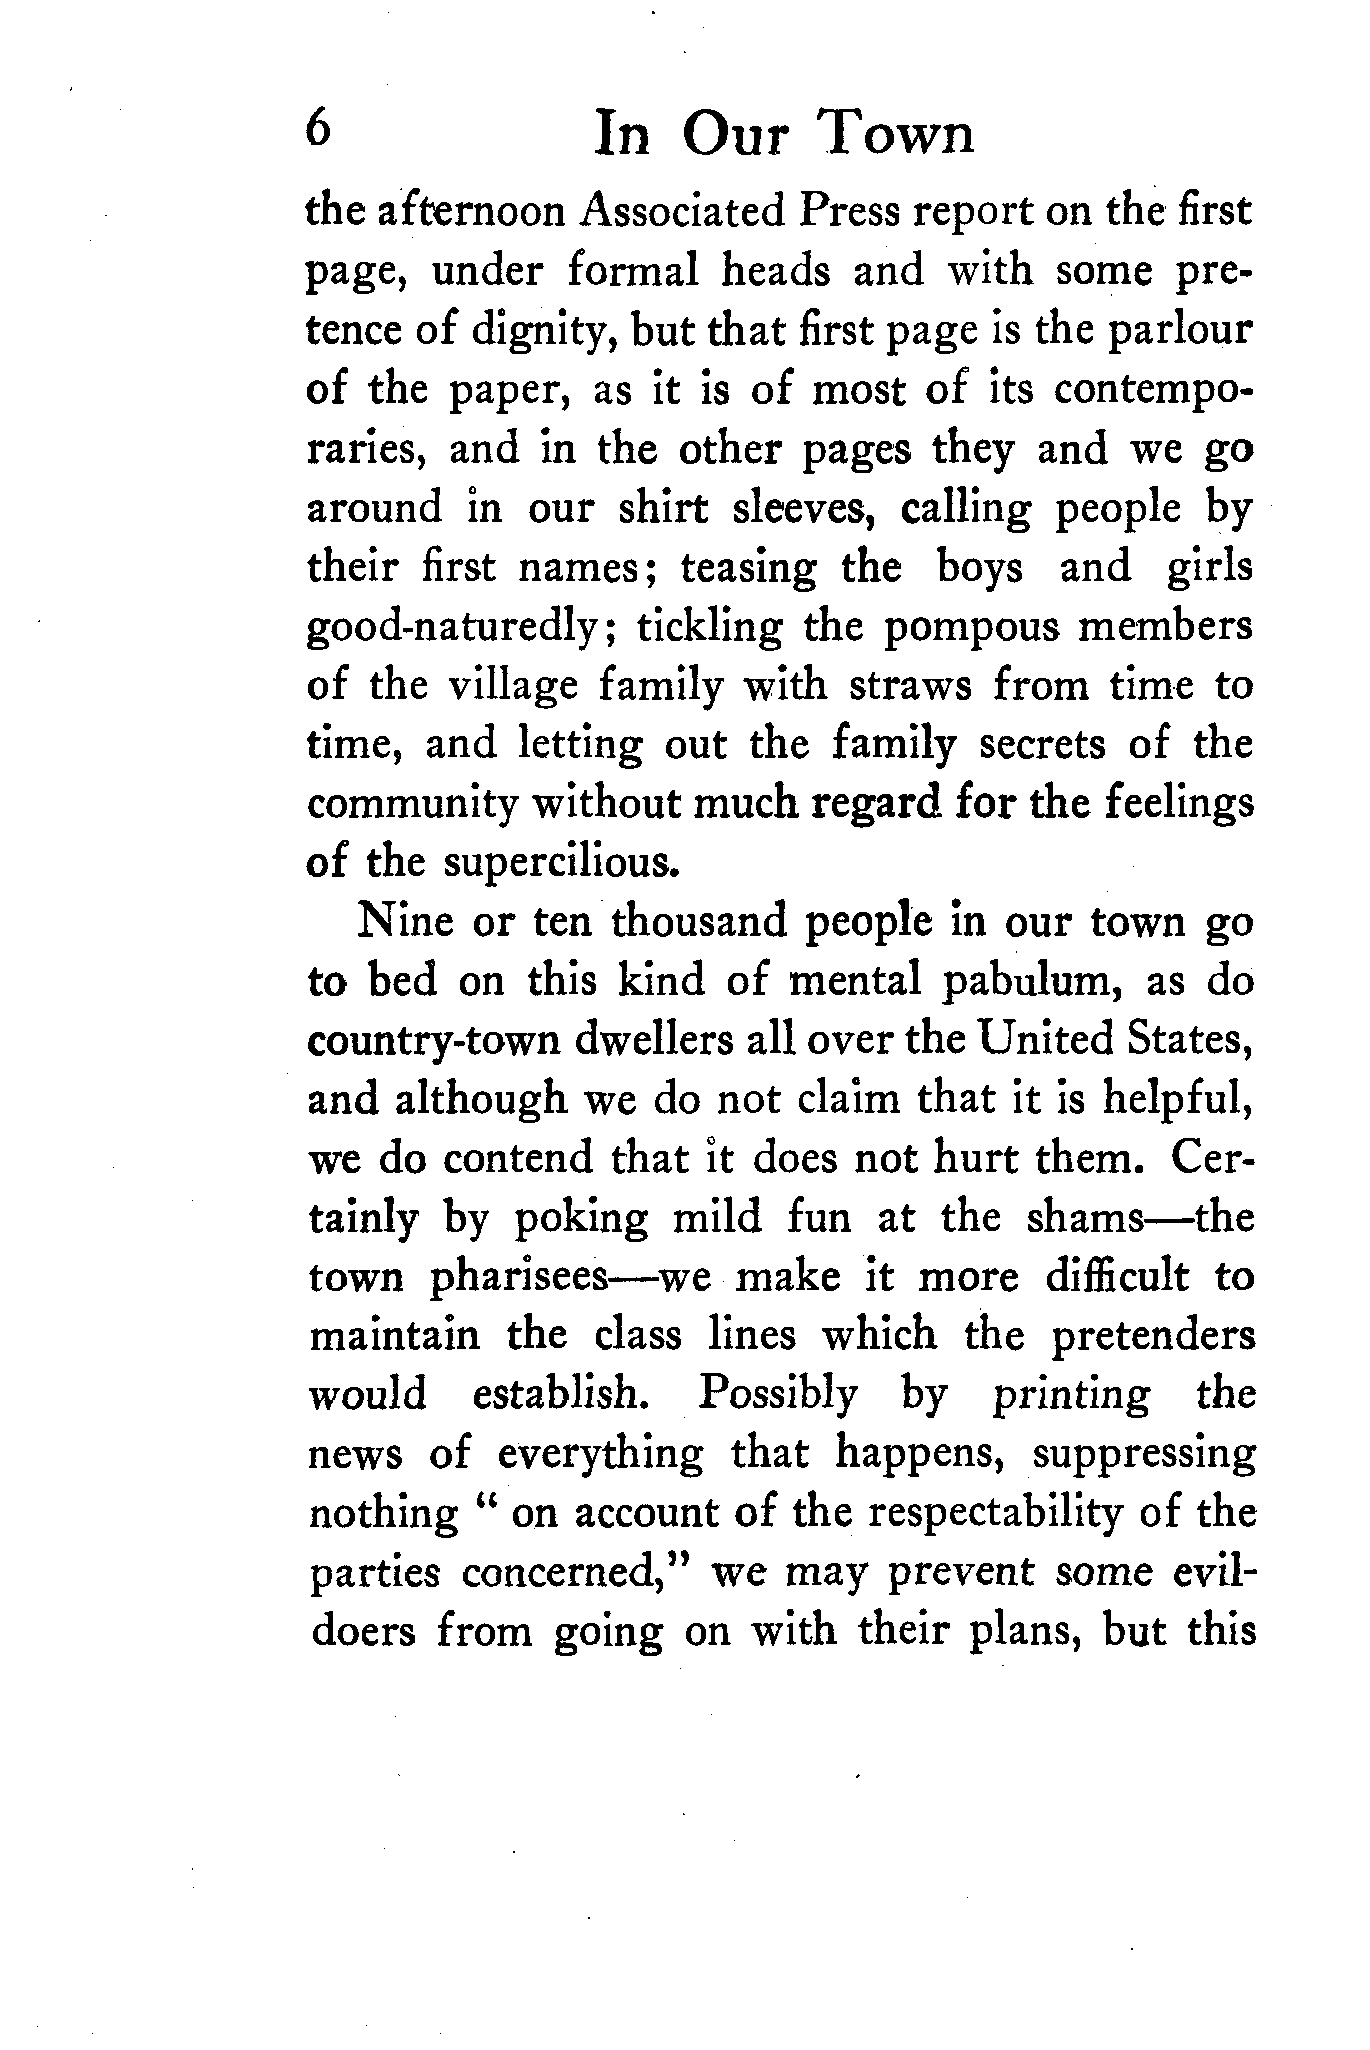 6 In Our Town
the afternoon Associated Press report on the first
page, under formal heads and with some pre-
tence of dignity, but that first page is the parlour
of the paper, as it is of most of its contempo-
raries, and in the other pages they and we go
around in our shirt sleeves, calling people by
their first names; teasing the boys and girls
good-naturedly; tickling the pompous members
of the village family with straws from time to
time, and letting out the family secrets of the
community without much regard for the feelings
of the supercilious.
Nine or ten thousand people in our town go
to bed on this kind of mental pabulum, as do
country-town dwellers all over the United States,
and although we do not claim that it is helpful,
we do contend that it does not hurt them. Cer-
tainly by poking mild fun at the shams—the
town pharisees—we make it more difficult to
maintain the class lines which the pretenders
would establish. Possibly by printing the
news of everything that happens, suppressing
nothing “ on account of the respectability of the
parties concerned,” we may prevent some evil-
doers from going on with their plans, but this